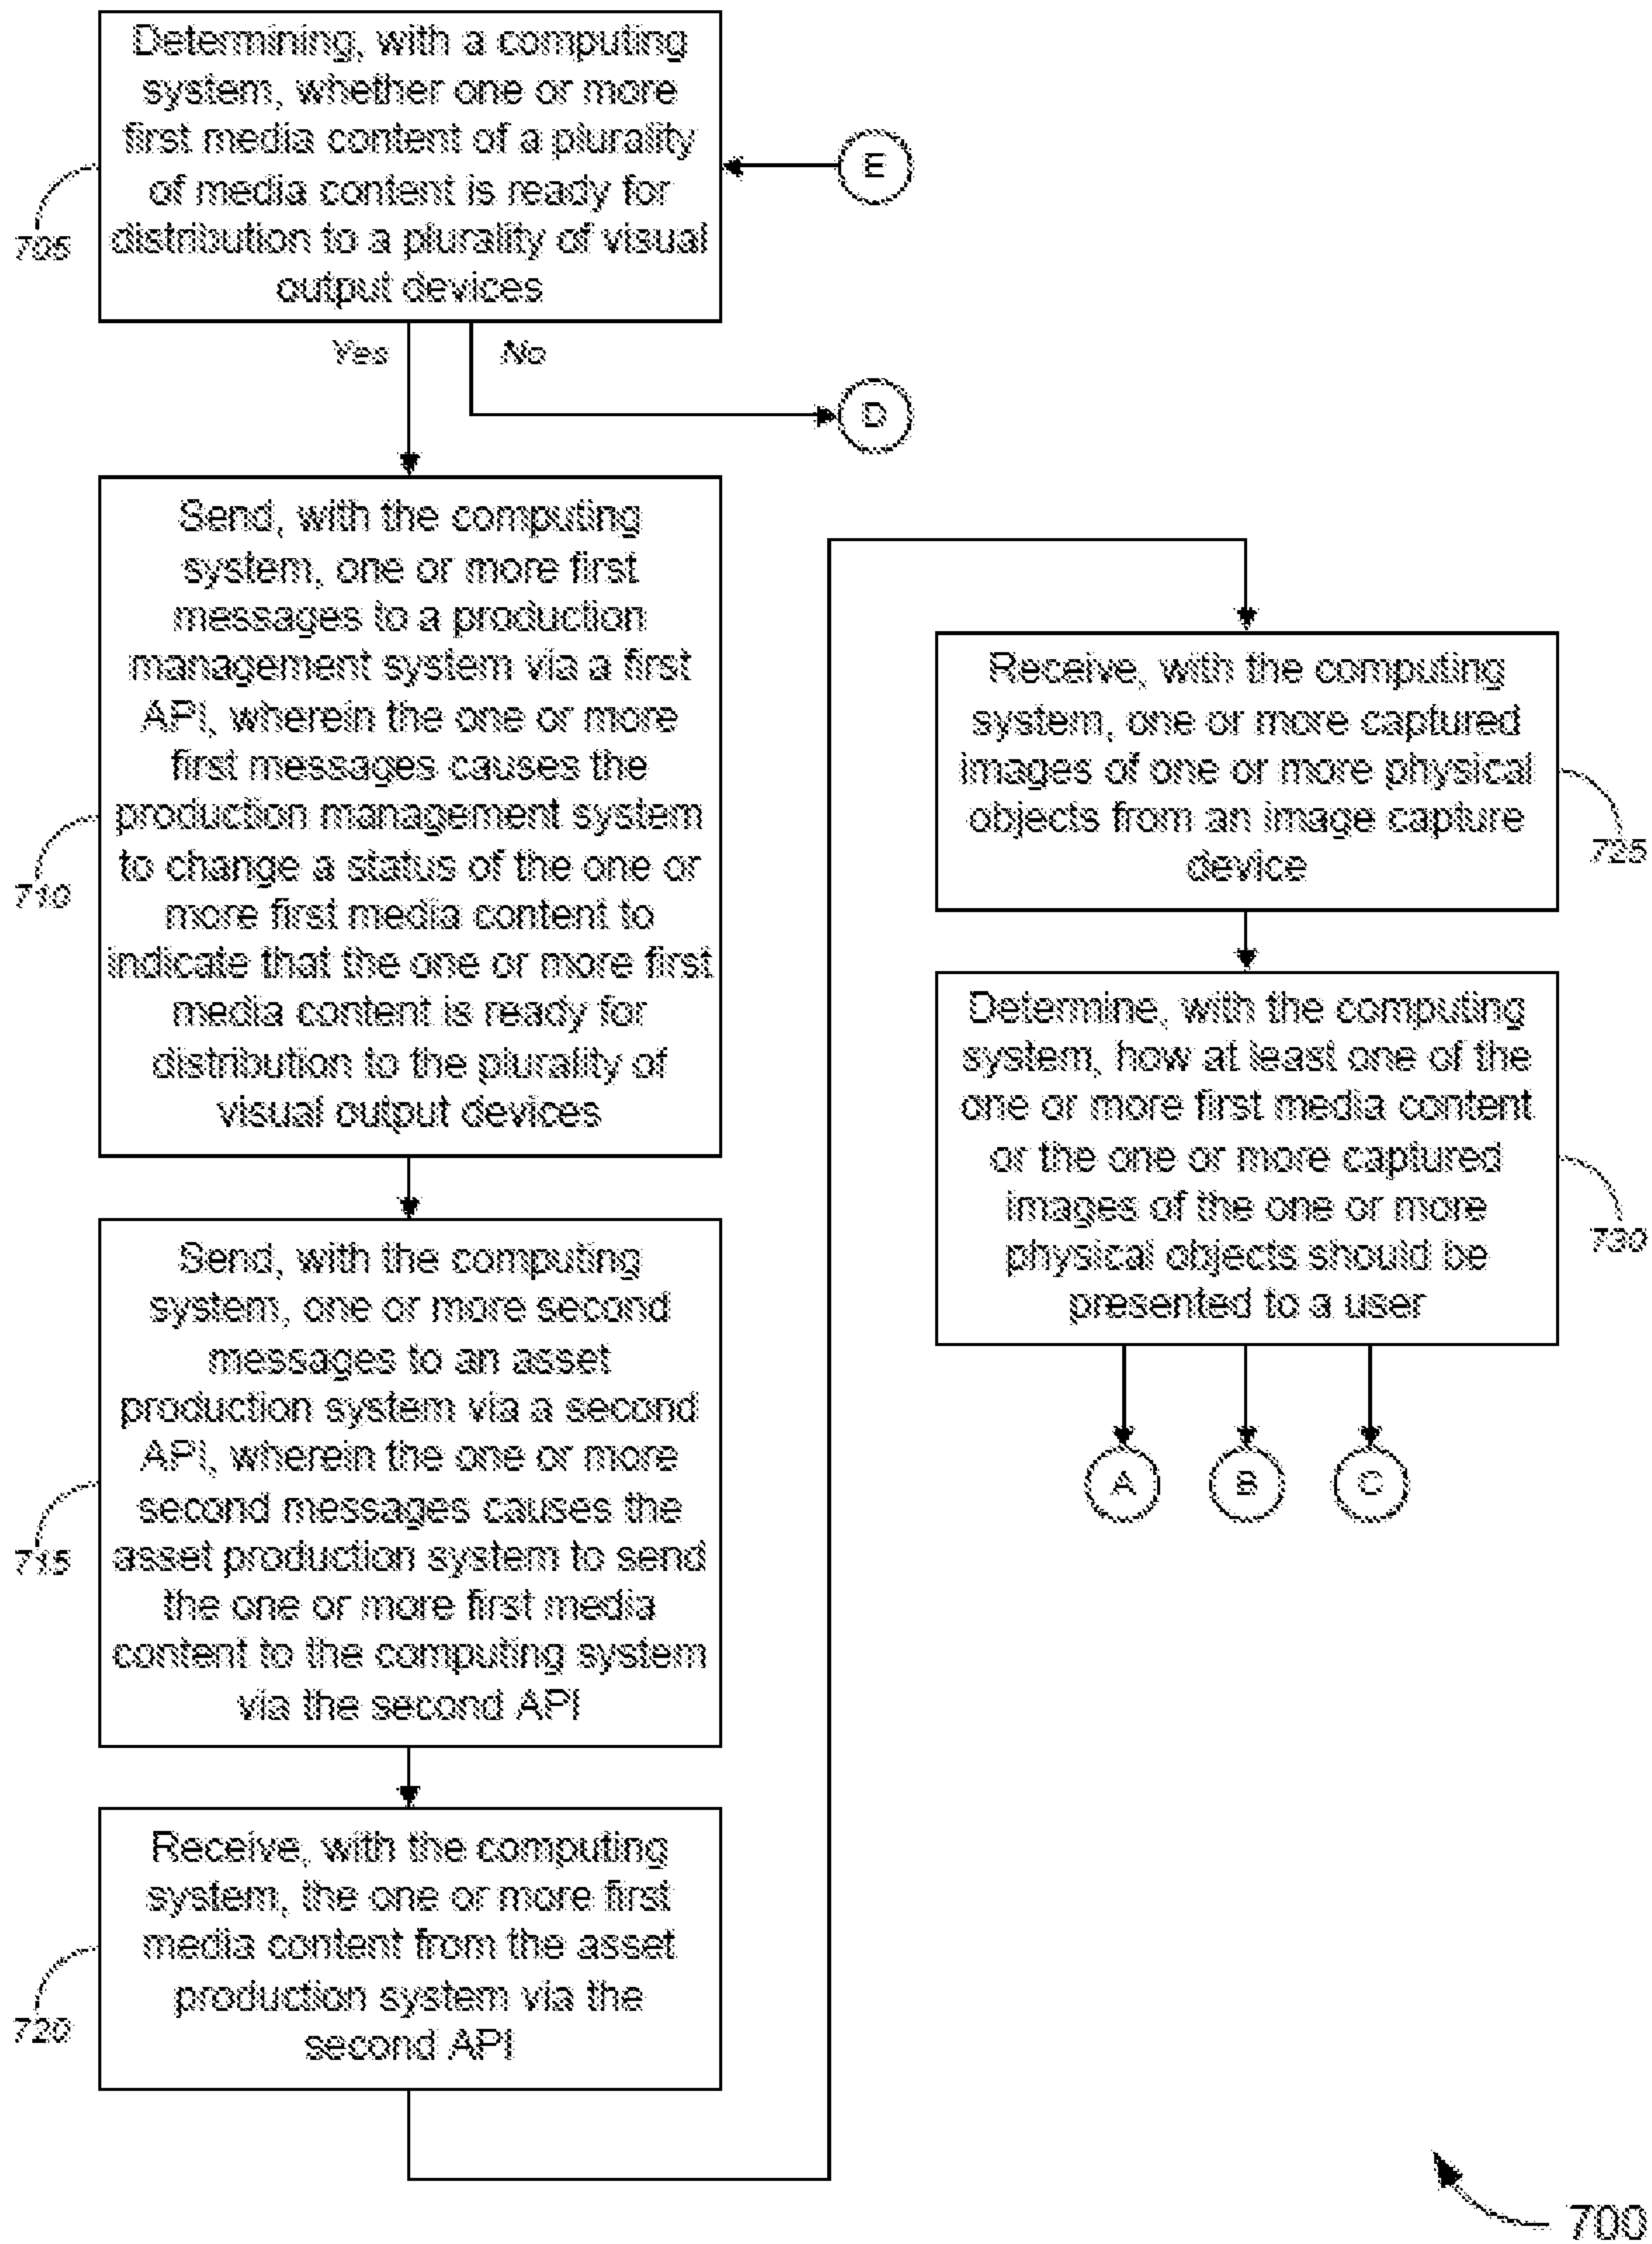 Determining, with a computing
system, whether one or more
first media content of a plurality
of media content is ready for
distribution to a plurality of visual
output devices
705
E
Yes
No
D
Send, with the computing
system, one or more first
messages to a production
management system via a first
API, wherein the one or more
first messages causes the
production management system
to change a status of the one or
more first media content to
indicate that the one or more first
media content is ready for
distribution to the plurality of
visual output devices
710
Send, with the computing
system, one or more second
messages to an asset
production system via a second
API, wherein the one or more
second messages causes the
asset production system to send
the one or more first media
content to the computing system
via the second API
715
Receive, with the computing
system, the one or more first
media content from the asset
production system via the
second API
720
Receive, with the computing
system, one or more captured
images of one or more physical
objects from an image capture
device
725
Determine, with the computing
system, how at least one of the
one or more first media content
or the one or more captured
images of the one or more
physical objects should be
presented to a user
730
A
B
C
700